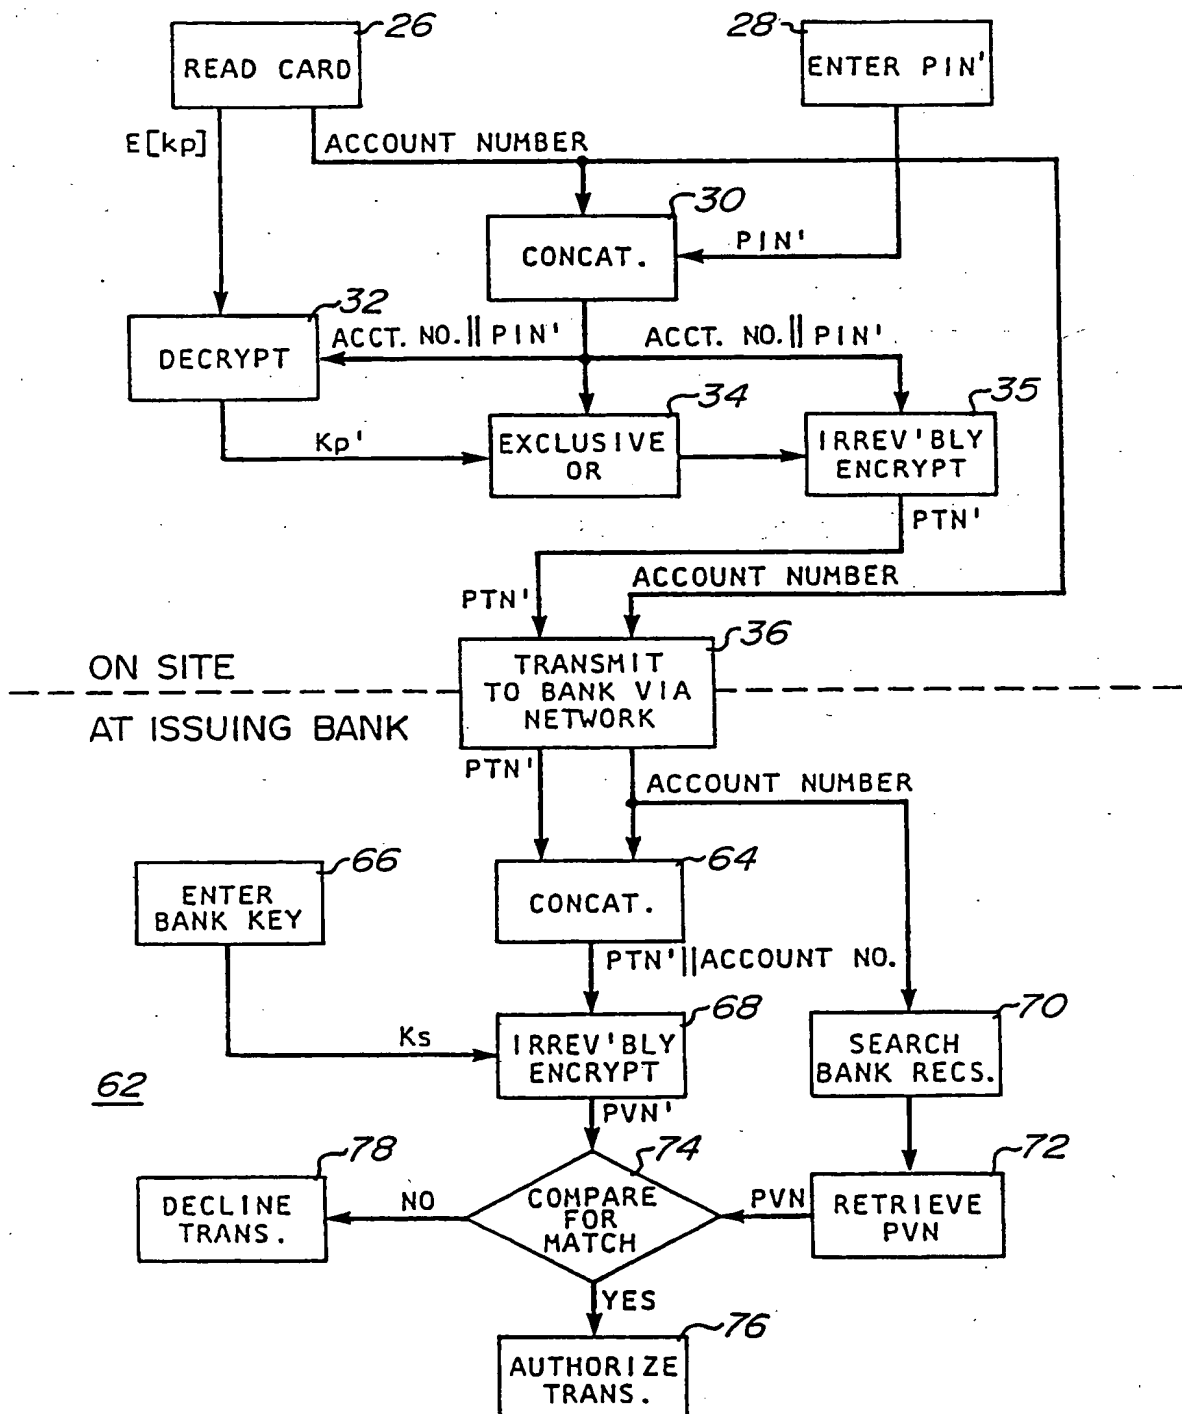 26
28
READ CARD
ENTER PIN'
E[kp]
ACCOUNT NUMBER
30
CONCAT.
PIN'
32
DECRYPT
ACCT. NO.||PIN'
ACCT. NO.||PIN'
34
35
Kp'
EXCLUSIVE
OR
IRREV'BLY
ENCRYPT
PTN'
ACCOUNT NUMBER
PTN'
36
ON SITE
TRANSMIT
TO BANK VIA
NETWORK
AT ISSUING BANK
PTN'
ACCOUNT NUMBER
66
64
ENTER
BANK KEY
CONCAT.
PTN'||ACCOUNT NO.
68
70
Ks
IRREV'BLY
ENCRYPT
SEARCH
BANK RECS.
62
PVN'
78
74
72
DECLINE
TRANS.
NO
COMPARE
FOR
MATCH
PVN
RETRIEVE
PVN
YES
76
AUTHORIZE
TRANS.